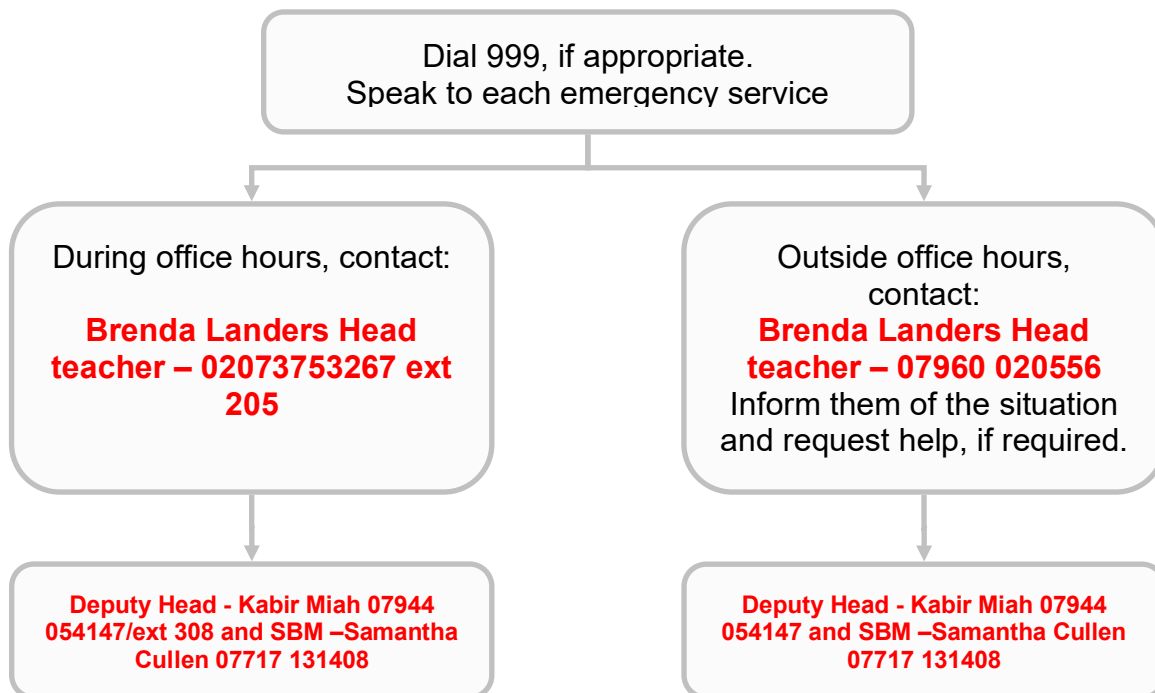 Dial 999, if appropriate.
Speak to each emergency service
During office hours, contact:
Brenda Landers Head
teacher – 02073753267 ext
205
Outside office hours,
contact:
Brenda Landers Head
teacher – 07960 020556
Inform them of the situation
and request help, if required.
Deputy Head - Kabir Miah 07944
054147/ext 308 and SBM –Samantha
Cullen 07717 131408
Deputy Head - Kabir Miah 07944
054147 and SBM –Samantha Cullen
07717 131408